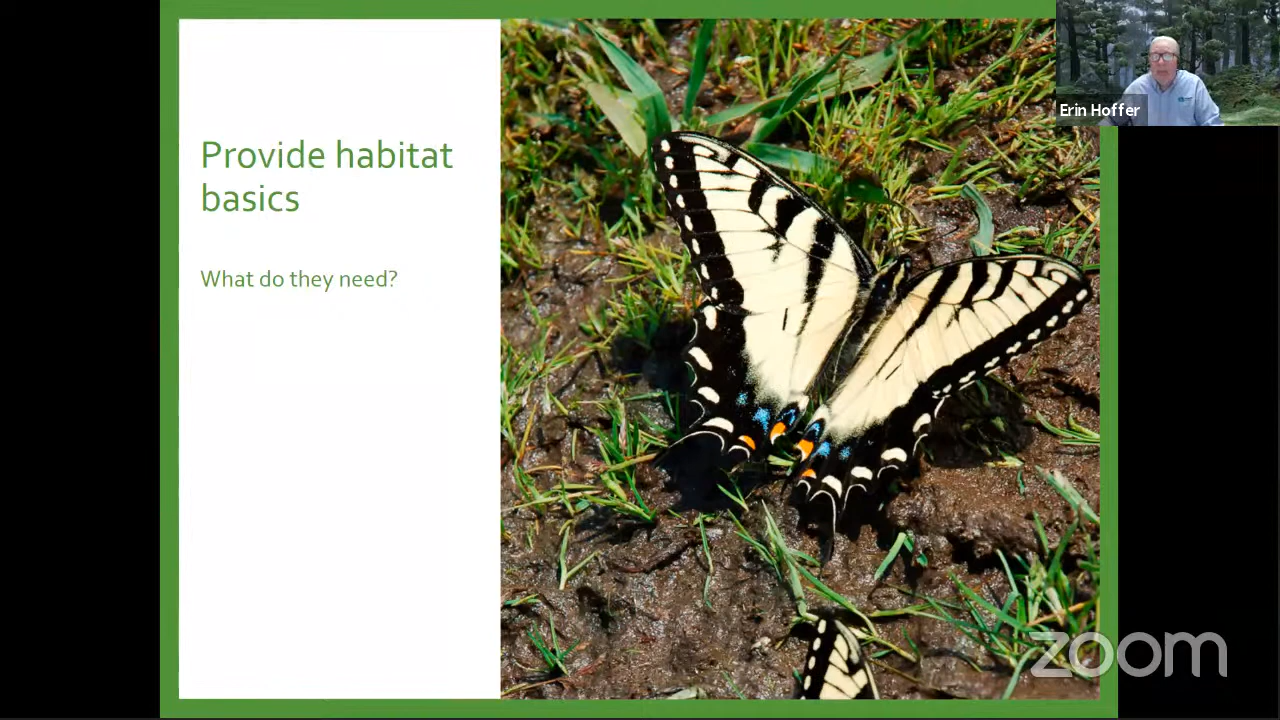 Provide habitat
basics
What do they need?
Erin Hoffer
zoom